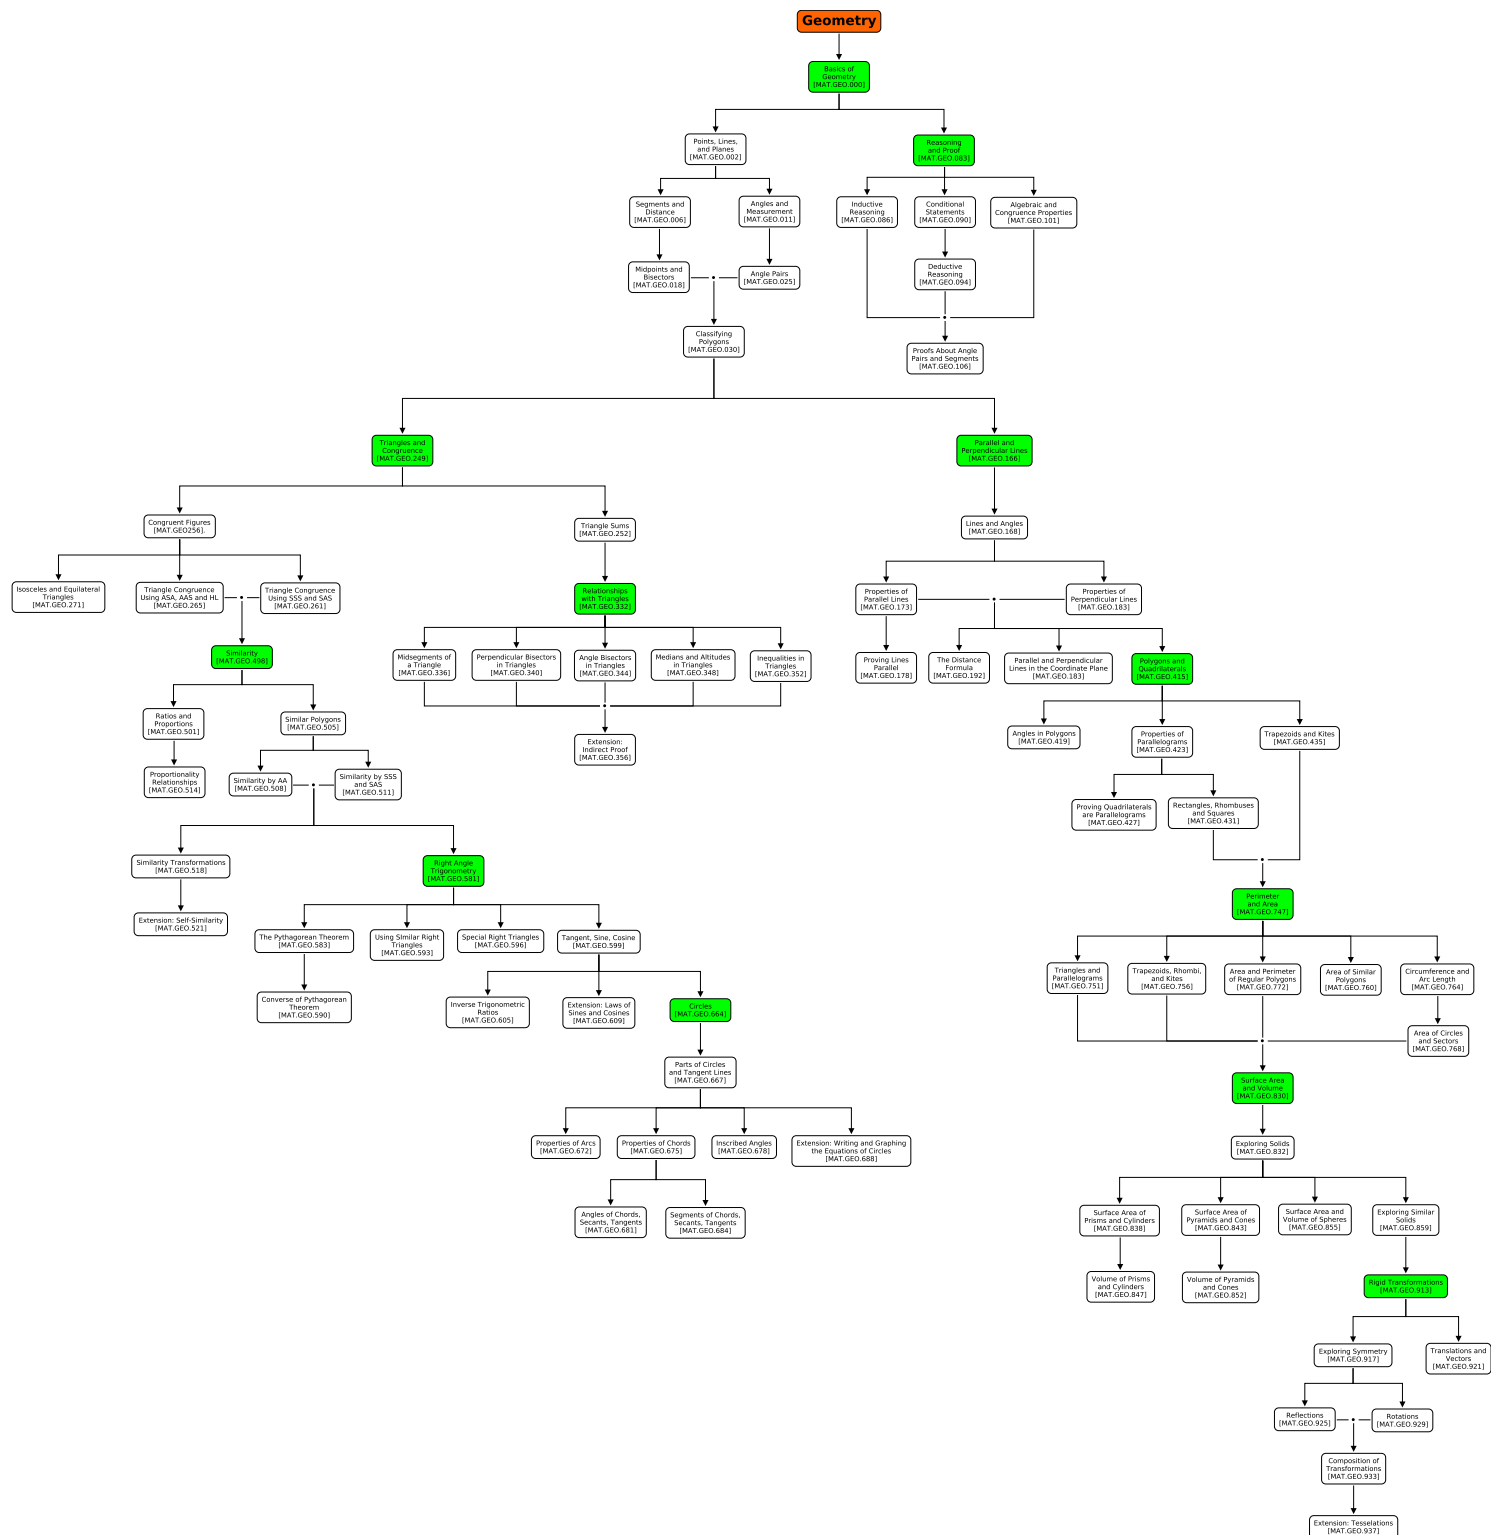 Geometry
Basics of
Geometry
[MAT.GEO.000]
Points, Lines,
and Planes
[MAT.GEO.002]
Reasoning
and Proof
[MAT.GEO.083]
Segments and
Distance
[MAT.GEO.006]
Angles and
Measurement
[MAT.GEO.011]
Inductive
Reasoning
[MAT.GEO.086]
Conditional
Statements
[MAT.GEO.090]
Algebraic and
Congruence Properties
[MAT.GEO.101]
Midpoints and
Bisectors
[MAT.GEO.018]
Angle Pairs
[MAT.GEO.025]
Deductive
Reasoning
[MAT.GEO.094]
Classifying
Polygons
[MAT.GEO.030]
Proofs About Angle
Pairs and Segments
[MAT.GEO.106]
Triangles and
Congruence
[MAT.GEO.249]
Parallel and
Perpendicular Lines
[MAT.GEO.166]
Congruent Figures
[MAT.GEO256].
Triangle Sums
[MAT.GEO.252]
Lines and Angles
[MAT.GEO.168]
Isosceles and Equilateral
Triangles
[MAT.GEO.271]
Triangle Congruence
Using ASA, AAS and HL
[MAT.GEO.265]
Triangle Congruence
Using SSS and SAS
[MAT.GEO.261]
Relationships
with Triangles
[MAT.GEO.332]
Properties of
Parallel Lines
[MAT.GEO.173]
Properties of
Perpendicular Lines
[MAT.GEO.183]
Similarity
[MAT.GEO.498]
Midsegments of
a Triangle
[MAT.GEO.336]
Perpendicular Bisectors
in Triangles
[MAT.GEO.340]
Angle Bisectors
in Triangles
[MAT.GEO.344]
Medians and Altitudes
in Triangles
[MAT.GEO.348]
Inequalities in
Triangles
[MAT.GEO.352]
Proving Lines
Parallel
[MAT.GEO.178]
The Distance
Formula
[MAT.GEO.192]
Parallel and Perpendicular
Lines in the Coordinate Plane
[MAT.GEO.183]
Polygons and
Quadrilaterals
[MAT.GEO.415]
Ratios and
Proportions
[MAT.GEO.501]
Similar Polygons
[MAT.GEO.505]
Extension:
Indirect Proof
[MAT.GEO.356]
Angles in Polygons
[MAT.GEO.419]
Properties of
Parallelograms
[MAT.GEO.423]
Trapezoids and Kites
[MAT.GEO.435]
Proportionality
Relationships
[MAT.GEO.514]
Similarity by AA
[MAT.GEO.508]
Similarity by SSS
and SAS
[MAT.GEO.511]
Proving Quadrilaterals
are Parallelograms
[MAT.GEO.427]
Rectangles, Rhombuses
and Squares
[MAT.GEO.431]
Similarity Transformations
[MAT.GEO.518]
Right Angle
Trigonometry
[MAT.GEO.581]
Perimeter
and Area
[MAT.GEO.747]
Extension: Self-Similarity
[MAT.GEO.521]
The Pythagorean Theorem
[MAT.GEO.583]
Using SImilar Right
Triangles
[MAT.GEO.593]
Special Right Triangles
[MAT.GEO.596]
Tangent, Sine, Cosine
[MAT.GEO.599]
Triangles and
Parallelograms
[MAT.GEO.751]
Trapezoids, Rhombi,
and Kites
[MAT.GEO.756]
Area and Perimeter
of Regular Polygons
[MAT.GEO.772]
Area of Similar
Polygons
[MAT.GEO.760]
Circumference and
Arc Length
[MAT.GEO.764]
Converse of Pythagorean
Theorem
[MAT.GEO.590]
Inverse Trigonometric
Ratios
[MAT.GEO.605]
Extension: Laws of
Sines and Cosines
[MAT.GEO.609]
Circles
[MAT.GEO.664]
Area of Circles
and Sectors
[MAT.GEO.768]
Parts of Circles
and Tangent Lines
[MAT.GEO.667]
Surface Area
and Volume
[MAT.GEO.830]
Properties of Arcs
[MAT.GEO.672]
Properties of Chords
[MAT.GEO.675]
Inscribed Angles
[MAT.GEO.678]
Extension: Writing and Graphing
the Equations of Circles
[MAT.GEO.688]
Exploring Solids
[MAT.GEO.832]
Angles of Chords,
Secants, Tangents
[MAT.GEO.681]
Segments of Chords,
Secants, Tangents
[MAT.GEO.684]
Surface Area of
Prisms and Cylinders
[MAT.GEO.838]
Surface Area of
Pyramids and Cones
[MAT.GEO.843]
Surface Area and
Volume of Spheres
[MAT.GEO.855]
Exploring Similar
Solids
[MAT.GEO.859]
Volume of Prisms
and Cylinders
[MAT.GEO.847]
Volume of Pyramids
and Cones
[MAT.GEO.852]
Rigid Transformations
[MAT.GEO.913]
Exploring Symmetry
[MAT.GEO.917]
Translations and
Vectors
[MAT.GEO.921]
Reflections
[MAT.GEO.925]
Rotations
[MAT.GEO.929]
Composition of
Transformations
[MAT.GEO.933]
Extension: Tesselations
[MAT.GEO.937]